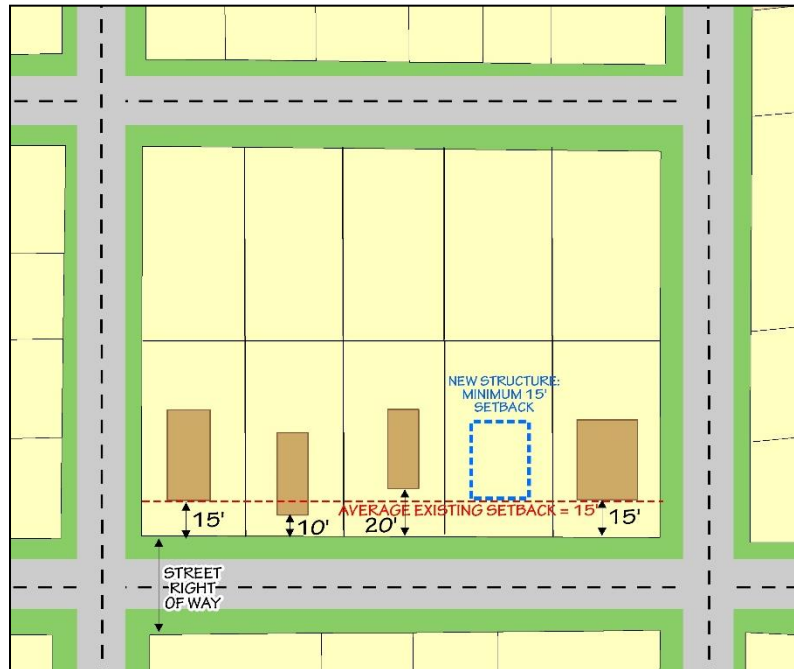 NEW STRUCTURE:
MINIMUM 15'
SETBACK
AVERAGE EXISTING SETBACK = 15'
15'
10'
20'
15'
STREET
RIGHT
OF WAY